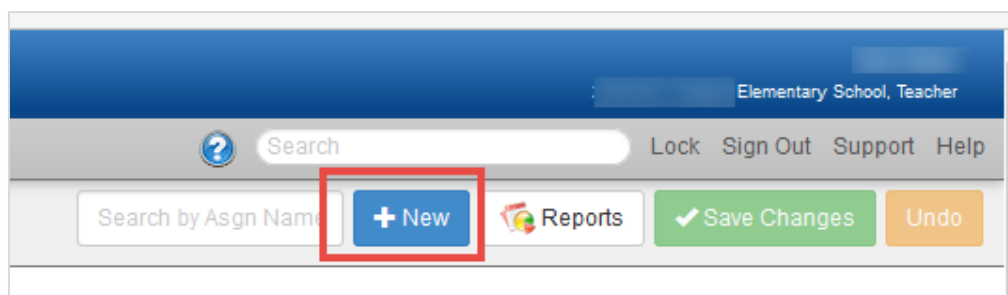 Elementary School, Teacher
Search Lock Sign Out Support Help
Search by Asgn Name New Reports Save Changes Undo